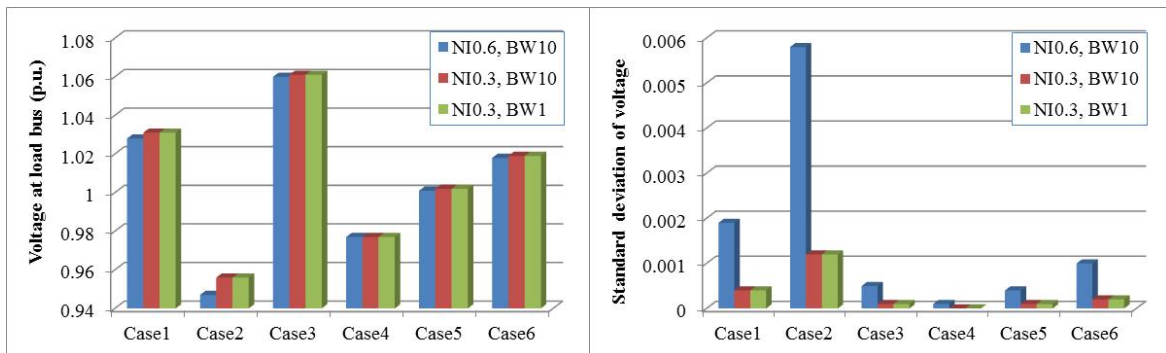 Voltage at load bus (p.u.)
1.08
1.06
1.04
1.02
1
0.98
0.96
0.94
NI0.6, BW10
NI0.3, BW10
NI0.3, BW1
Case1 Case2 Case3 Case4 Case5 Case6
Standard deviation of voltage
0.006
0.005
0.004
0.003
0.002
0.001
0
NI0.6, BW10
NI0.3, BW10
NI0.3, BW1
Case1 Case2 Case3 Case4 Case5 Case6